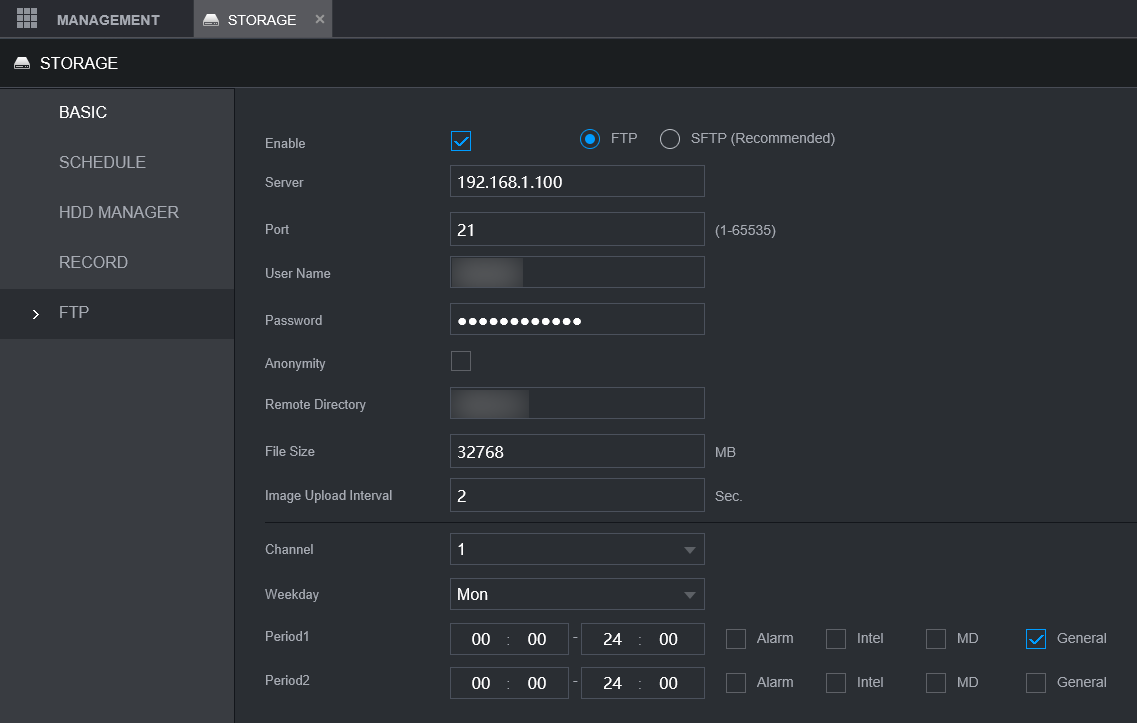 MANAGEMENT STORAGE ×
STORAGE
BASIC
SCHEDULE
HDD MANAGER
RECORD
FTP
Enable FTP SFTP (Recommended)
Server 192.168.1.100
Port 21 (1-65535)
User Name
Password ●●●●●●●●●●●●
Anonymity
Remote Directory
File Size 32768 MB
Image Upload Interval 2 Sec.
Channel 1
Weekday Mon
Period1 00 : 00 - 24 : 00 Alarm Intel MD General
Period2 00 : 00 - 24 : 00 Alarm Intel MD General